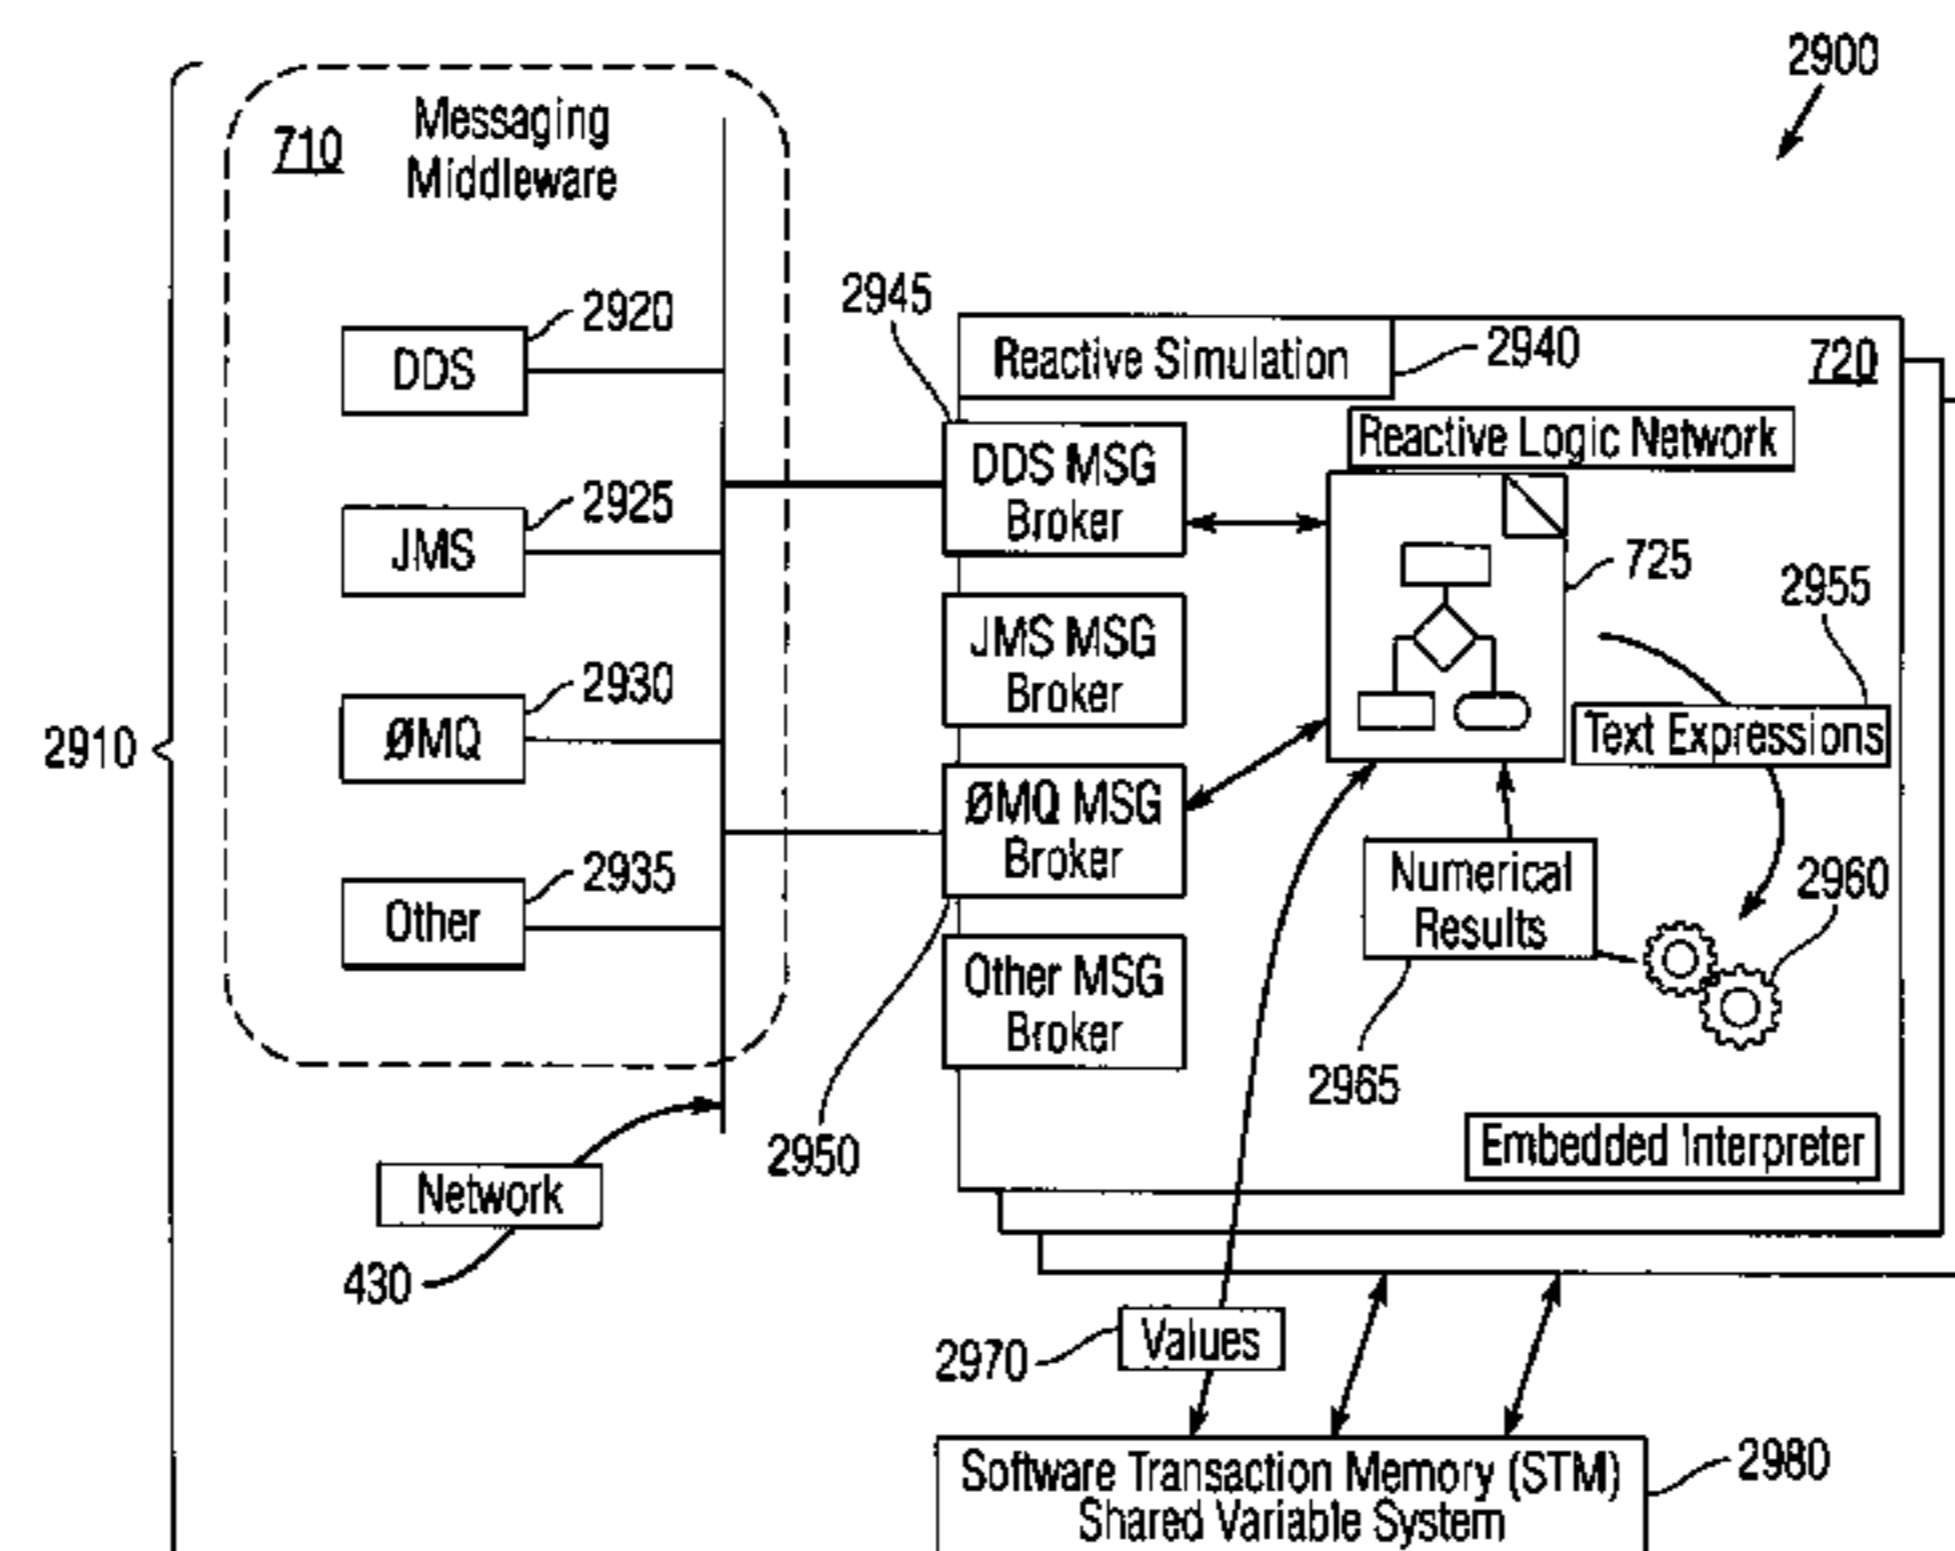 2900
710
Messaging
Middleware
2945
2920
DDS
Reactive Simulation
2940
720
Reactive Logic Network
DDS MSG
Broker
2925
JMS
725
2955
JMS MSG
Broker
2930
ØMQ
2910
Text Expressions
ØMQ MSG
Broker
Numerical
Results
2960
2935
Other
Other MSG
Broker
2965
2950
Embedded Interpreter
Network
430
2970
Values
Software Transaction Memory (STM)
Shared Variable System
2980